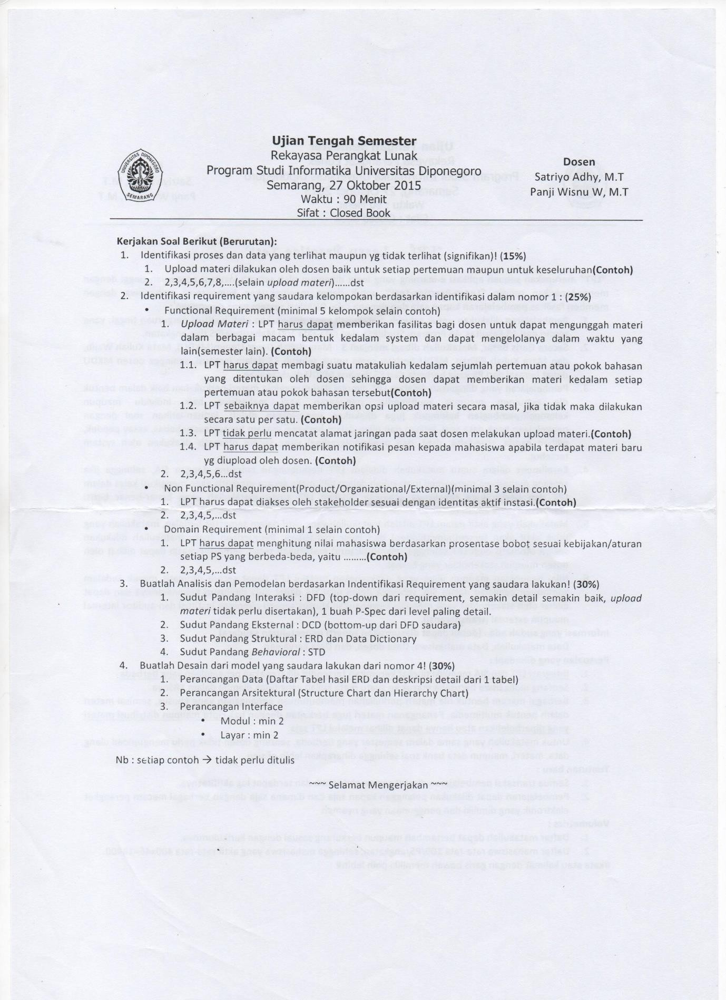 Ujian Tengah Semester
Rekayasa Perangkat Lunak
Program Studi Informatika Universitas Diponegoro
Semarang, 27 Oktober 2015
Waktu : 90 Menit
Sifat : Closed Book
UNIVERSITAS DIPONEGORO
SEMARANG
Dosen
Satriyo Adhy, M.T
Panji Wisnu W, M.T
Kerjakan Soal Berikut (Berurutan):
1. Identifikasi proses dan data yang terlihat maupun yg tidak terlihat (signifikan)! (15%)
1. Upload materi dilakukan oleh dosen baik untuk setiap pertemuan maupun untuk keseluruhan(Contoh)
2. 2,3,4,5,6,7,8,....(selain upload materi)......dst
2. Identifikasi requirement yang saudara kelompokan berdasarkan identifikasi dalam nomor 1 : (25%)
• Functional Requirement (minimal 5 kelompok selain contoh)
1. Upload Materi : LPT harus dapat memberikan fasilitas bagi dosen untuk dapat mengunggah materi
dalam berbagai macam bentuk kedalam system dan dapat mengelolanya dalam waktu yang
lain(semester lain). (Contoh)
1.1. LPT harus dapat membagi suatu matakuliah kedalam sejumlah pertemuan atau pokok bahasan
yang ditentukan oleh dosen sehingga dosen dapat memberikan materi kedalam setiap
pertemuan atau pokok bahasan tersebut(Contoh)
1.2. LPT sebaiknya dapat memberikan opsi upload materi secara masal, jika tidak maka dilakukan
secara satu per satu. (Contoh)
1.3. LPT tidak perlu mencatat alamat jaringan pada saat dosen melakukan upload materi.(Contoh)
1.4. LPT harus dapat memberikan notifikasi pesan kepada mahasiswa apabila terdapat materi baru
yg diupload oleh dosen. (Contoh)
2. 2,3,4,5,6...dst
• Non Functional Requirement(Product/Organizational/External)(minimal 3 selain contoh)
1. LPT harus dapat diakses oleh stakeholder sesuai dengan identitas aktif instasi.(Contoh)
2. 2,3,4,5,...dst
• Domain Requirement (minimal 1 selain contoh)
1. LPT harus dapat menghitung nilai mahasiswa berdasarkan prosentase bobot sesuai kebijakan/aturan
setiap PS yang berbeda-beda, yaitu .........(Contoh)
2. 2,3,4,5,...dst
3. Buatlah Analisis dan Pemodelan berdasarkan Indentifikasi Requirement yang saudara lakukan! (30%)
1. Sudut Pandang Interaksi : DFD (top-down dari requirement, semakin detail semakin baik, upload
materi tidak perlu disertakan), 1 buah P-Spec dari level paling detail.
2. Sudut Pandang Eksternal : DCD (bottom-up dari DFD saudara)
3. Sudut Pandang Struktural : ERD dan Data Dictionary
4. Sudut Pandang Behavioral : STD
4. Buatlah Desain dari model yang saudara lakukan dari nomor 4! (30%)
1. Perancangan Data (Daftar Tabel hasil ERD dan deskripsi detail dari 1 tabel)
2. Perancangan Arsitektural (Structure Chart dan Hierarchy Chart)
3. Perancangan Interface
• Modul : min 2
• Layar : min 2
Nb : setiap contoh → tidak perlu ditulis
~~~ Selamat Mengerjakan ~~~